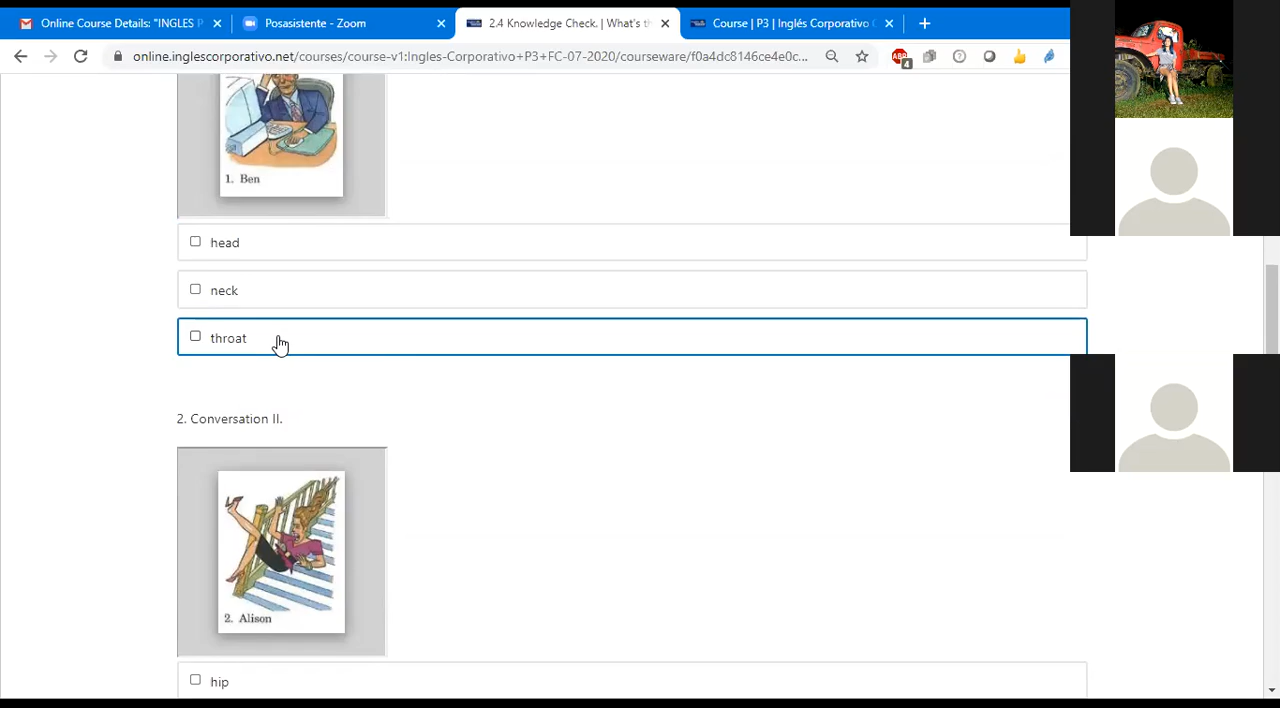 Online Course Details: "INGLES P
Posasistente - Zoom
2.4 Knowledge Check. | What's th
Course | P3 | Inglés Corporativo C
online.inglescorporativo.net/courses/course-v1:Ingles-Corporativo+P3+FC-07-2020/courseware/f0a4dc8146ce4e0c...
4
1. Ben
head
neck
throat
2. Conversation II.
2. Alison
hip